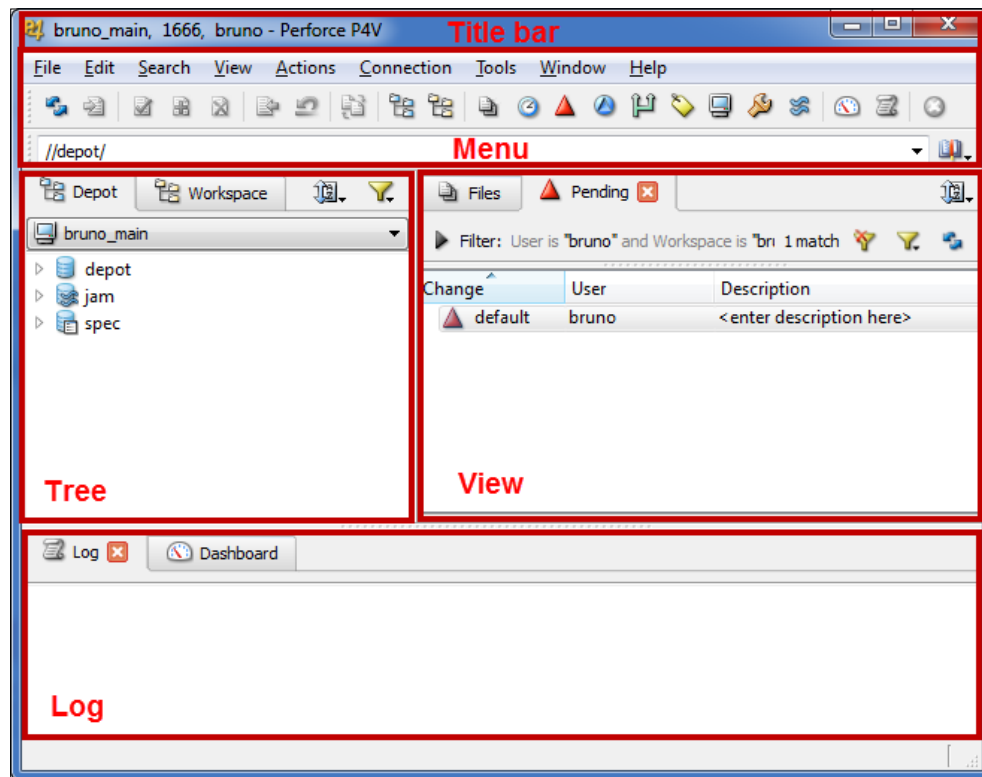 bruno_main, 1666, bruno - Perforce P4V
Title bar
File Edit Search View Actions Connection Tools Window Help
//depot/
Menu
Depot Workspace
bruno_main
depot
jam
spec
Tree
Files Pending
Filter: User is "bruno" and Workspace is "bru 1 match
Change User Description
default bruno <enter description here>
View
Log Dashboard
Log